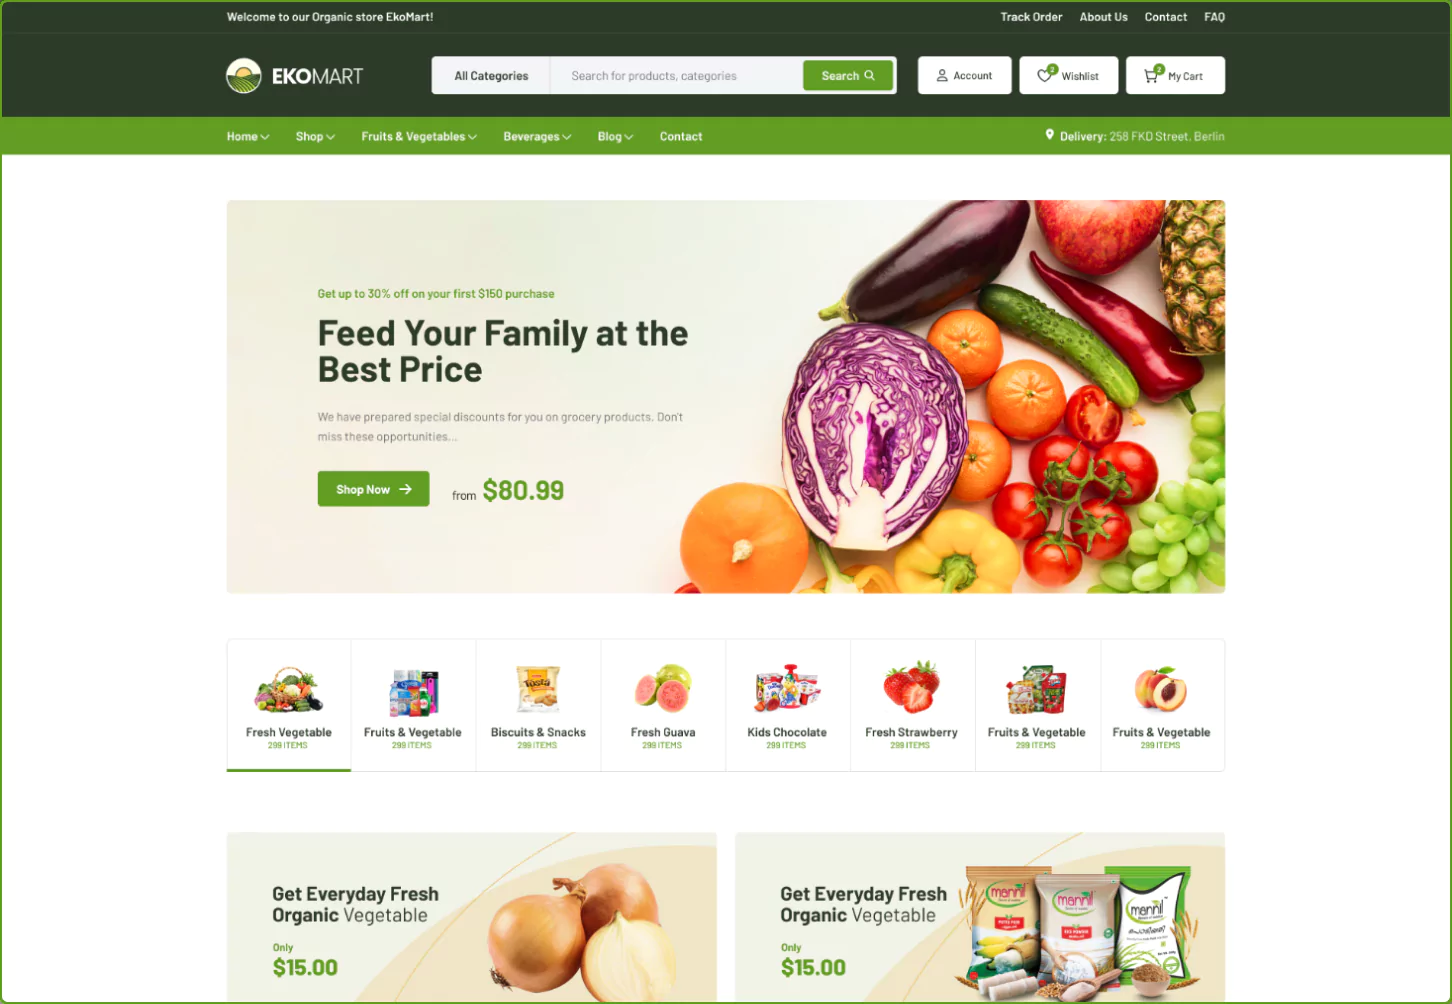 Welcome to our Organic store EkoMart!
Track Order About Us Contact FAQ
EKOMART
All Categories
Search for products, categories
Search
Account
2
Wishlist
2
My Cart
Home Shop Fruits & Vegetables Beverages Blog Contact
Delivery: 258 FKD Street, Berlin
Get up to 30% off on your first $150 purchase
Feed Your Family at the
Best Price
We have prepared special discounts for you on grocery products. Don't
miss these opportunities...
Shop Now
from $80.99
Fresh Vegetable
299 ITEMS
Fruits & Vegetable
299 ITEMS
Biscuits & Snacks
299 ITEMS
Fresh Guava
299 ITEMS
Kids Chocolate
299 ITEMS
Fresh Strawberry
299 ITEMS
Fruits & Vegetable
299 ITEMS
Fruits & Vegetable
299 ITEMS
Get Everyday Fresh
Organic Vegetable
Only
$15.00
Get Everyday Fresh
Organic Vegetable
Only
$15.00
mannil
mannil
mannil